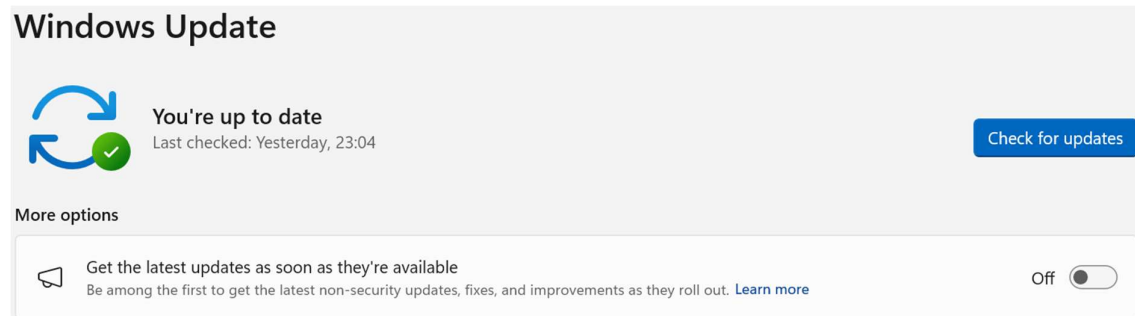 Windows Update
You're up to date
Last checked: Yesterday, 23:04
Check for updates
More options
Get the latest updates as soon as they're available
Be among the first to get the latest non-security updates, fixes, and improvements as they roll out. Learn more
Off